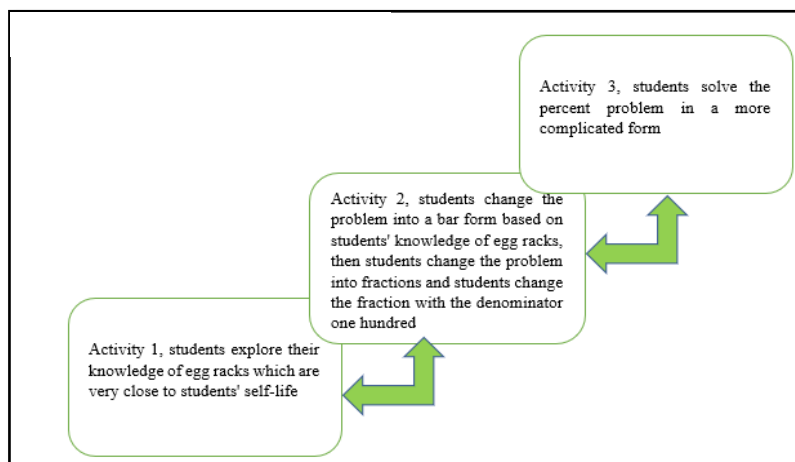 Activity 3, students solve the
percent problem in a more
complicated form
Activity 2, students change the
problem into a bar form based on
students' knowledge of egg racks,
then students change the problem
into fractions and students change
the fraction with the denominator
one hundred
Activity 1, students explore their
knowledge of egg racks which are
very close to students' self-life